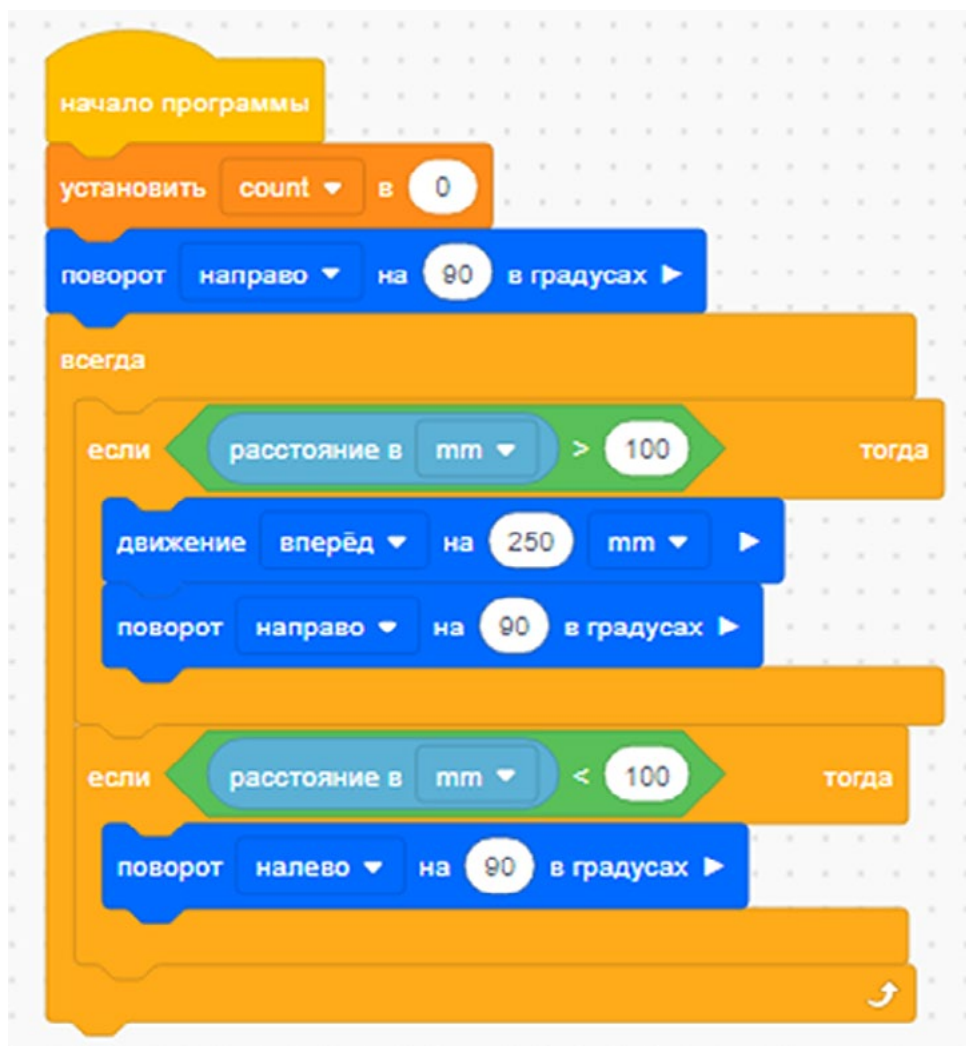 начало программы
установить count в 0
поворот направо на 90 в градусах
всегда
если расстояние в mm > 100 тогда
движение вперёд на 250 mm
поворот направо на 90 в градусах
если расстояние в mm < 100 тогда
поворот налево на 90 в градусах